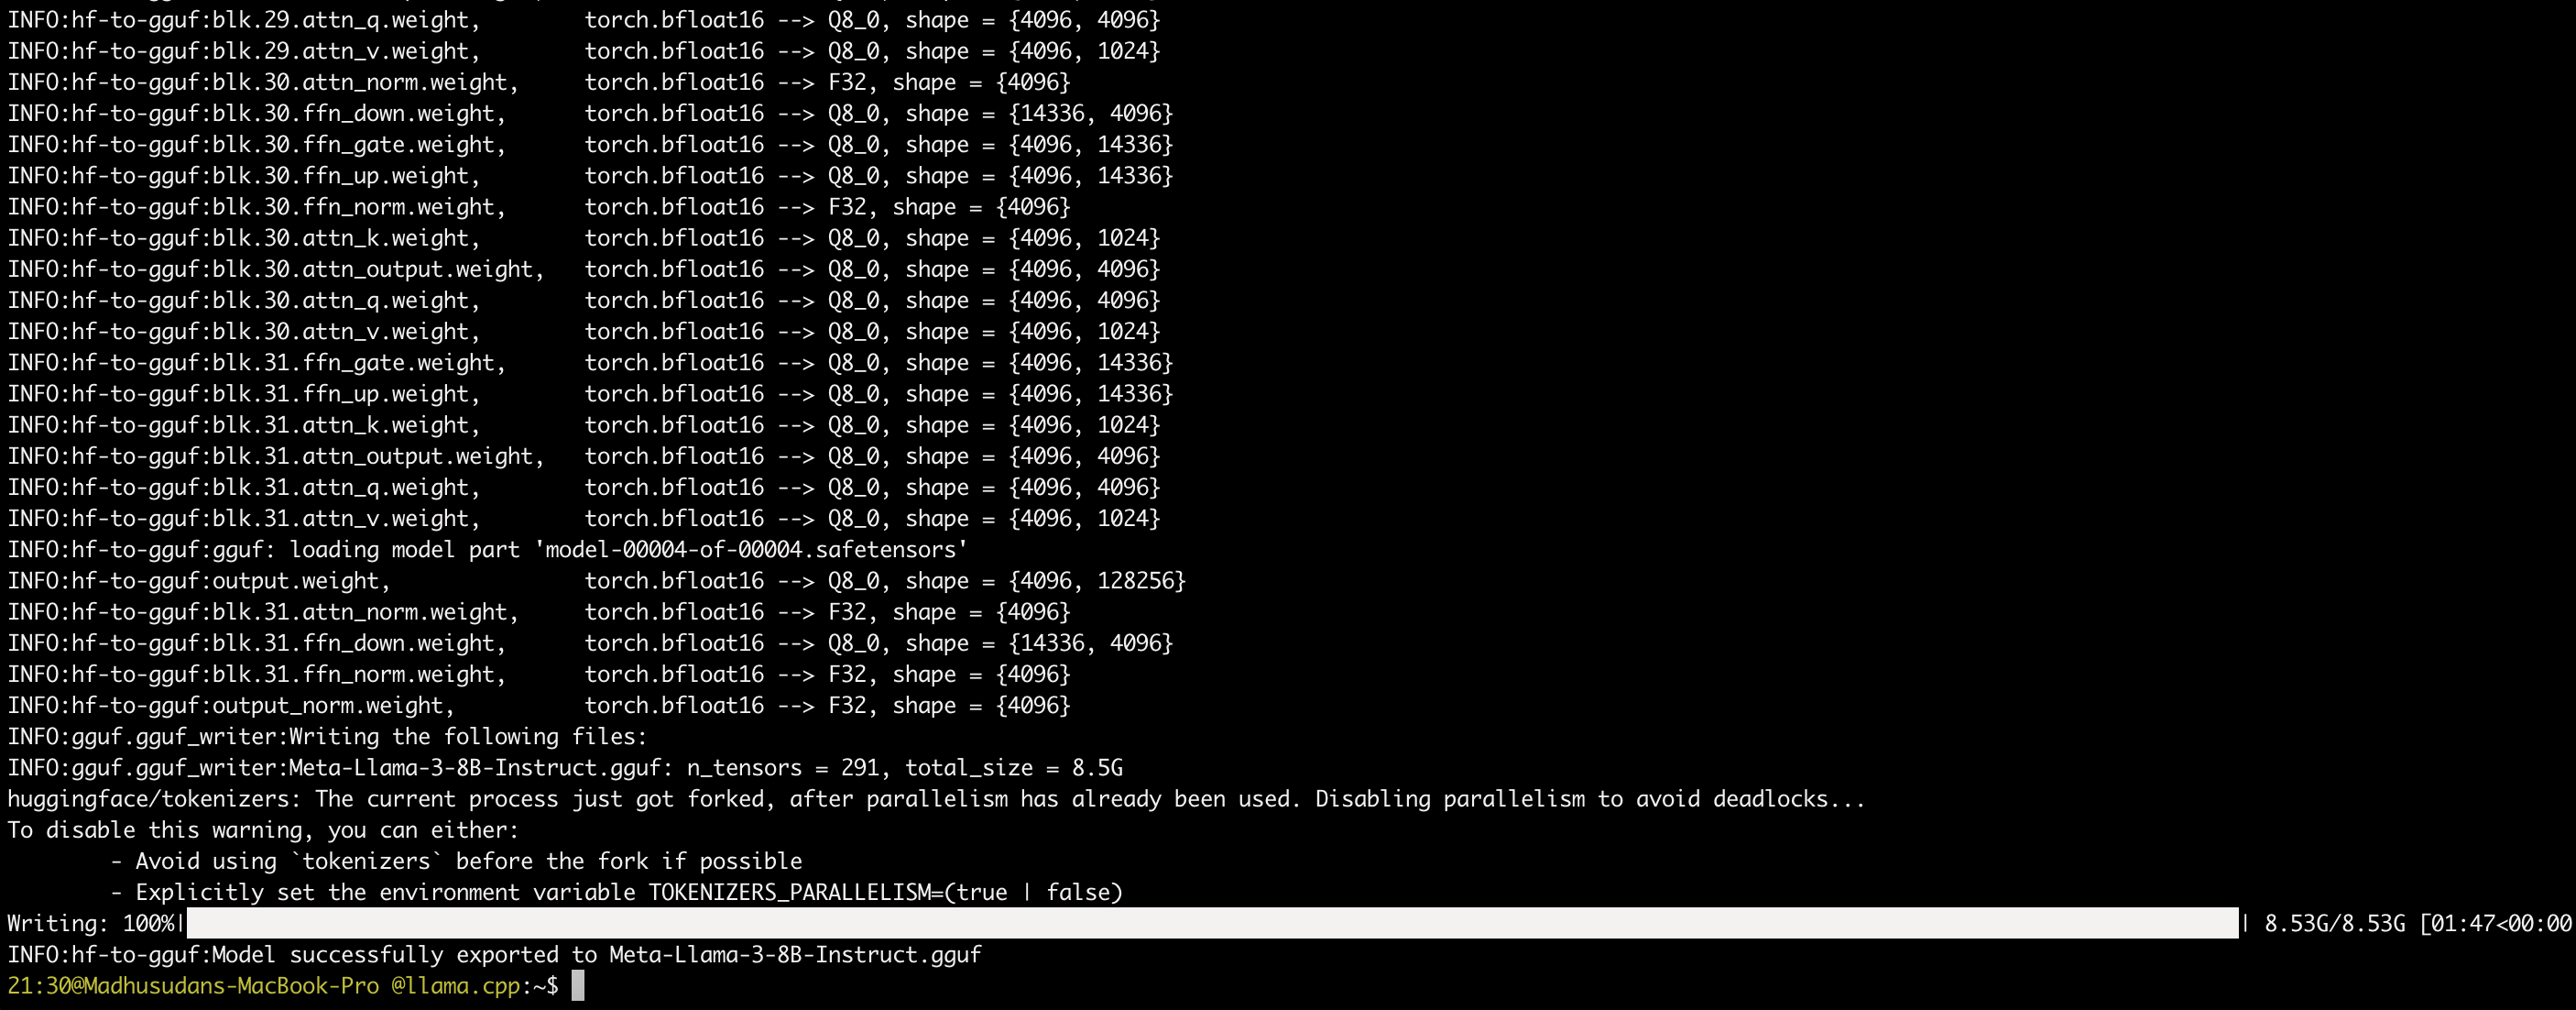 INFO:hf-to-gguf:blk.29.attn_q.weight,        torch.bfloat16 --> Q8_0, shape = {4096, 4096}
INFO:hf-to-gguf:blk.29.attn_v.weight,        torch.bfloat16 --> Q8_0, shape = {4096, 1024}
INFO:hf-to-gguf:blk.30.attn_norm.weight,     torch.bfloat16 --> F32, shape = {4096}
INFO:hf-to-gguf:blk.30.ffn_down.weight,      torch.bfloat16 --> Q8_0, shape = {14336, 4096}
INFO:hf-to-gguf:blk.30.ffn_gate.weight,      torch.bfloat16 --> Q8_0, shape = {4096, 14336}
INFO:hf-to-gguf:blk.30.ffn_up.weight,        torch.bfloat16 --> Q8_0, shape = {4096, 14336}
INFO:hf-to-gguf:blk.30.ffn_norm.weight,      torch.bfloat16 --> F32, shape = {4096}
INFO:hf-to-gguf:blk.30.attn_k.weight,        torch.bfloat16 --> Q8_0, shape = {4096, 1024}
INFO:hf-to-gguf:blk.30.attn_output.weight,   torch.bfloat16 --> Q8_0, shape = {4096, 4096}
INFO:hf-to-gguf:blk.30.attn_q.weight,        torch.bfloat16 --> Q8_0, shape = {4096, 4096}
INFO:hf-to-gguf:blk.30.attn_v.weight,        torch.bfloat16 --> Q8_0, shape = {4096, 1024}
INFO:hf-to-gguf:blk.31.ffn_gate.weight,      torch.bfloat16 --> Q8_0, shape = {4096, 14336}
INFO:hf-to-gguf:blk.31.ffn_up.weight,        torch.bfloat16 --> Q8_0, shape = {4096, 14336}
INFO:hf-to-gguf:blk.31.attn_k.weight,        torch.bfloat16 --> Q8_0, shape = {4096, 1024}
INFO:hf-to-gguf:blk.31.attn_output.weight,   torch.bfloat16 --> Q8_0, shape = {4096, 4096}
INFO:hf-to-gguf:blk.31.attn_q.weight,        torch.bfloat16 --> Q8_0, shape = {4096, 4096}
INFO:hf-to-gguf:blk.31.attn_v.weight,        torch.bfloat16 --> Q8_0, shape = {4096, 1024}
INFO:hf-to-gguf:gguf: loading model part 'model-00004-of-00004.safetensors'
INFO:hf-to-gguf:output.weight,               torch.bfloat16 --> Q8_0, shape = {4096, 128256}
INFO:hf-to-gguf:blk.31.attn_norm.weight,     torch.bfloat16 --> F32, shape = {4096}
INFO:hf-to-gguf:blk.31.ffn_down.weight,      torch.bfloat16 --> Q8_0, shape = {14336, 4096}
INFO:hf-to-gguf:blk.31.ffn_norm.weight,      torch.bfloat16 --> F32, shape = {4096}
INFO:hf-to-gguf:output_norm.weight,          torch.bfloat16 --> F32, shape = {4096}
INFO:gguf.gguf_writer:Writing the following files:
INFO:gguf.gguf_writer:Meta-Llama-3-8B-Instruct.gguf: n_tensors = 291, total_size = 8.5G
huggingface/tokenizers: The current process just got forked, after parallelism has already been used. Disabling parallelism to avoid deadlocks...
To disable this warning, you can either:
        - Avoid using `tokenizers` before the fork if possible
        - Explicitly set the environment variable TOKENIZERS_PARALLELISM=(true | false)
Writing: 100%| | 8.53G/8.53G [01:47<00:00
INFO:hf-to-gguf:Model successfully exported to Meta-Llama-3-8B-Instruct.gguf
21:30@Madhusudans-MacBook-Pro @llama.cpp:~$